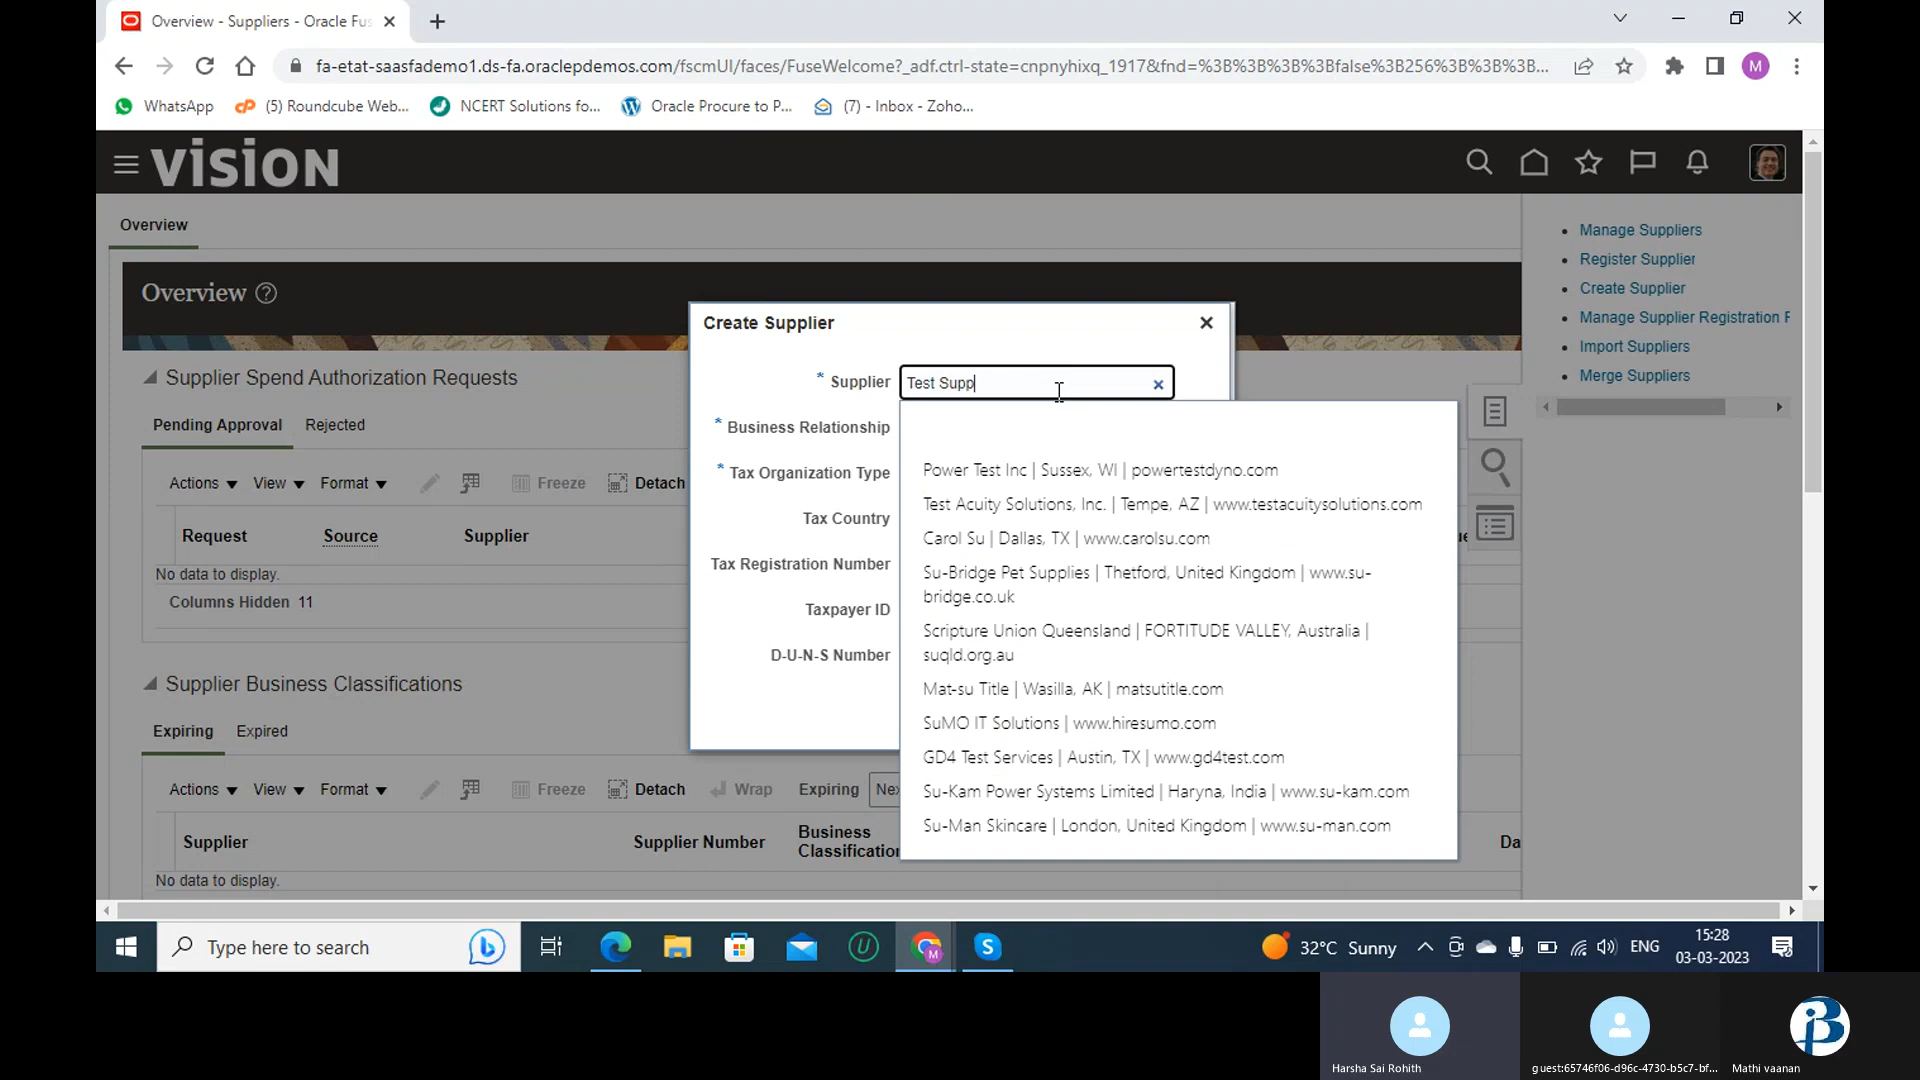 Overview - Suppliers - Oracle Fus
fa-etat-saasfademo1.ds-fa.oraclepdemos.com/fscmUI/faces/FuseWelcome?_adf.ctrl-state=cnpnyhixq_1917&fnd=%3B%3B%3B%3Bfalse%3B256%3B%3B%3B...
M
WhatsApp
(5) Roundcube Web...
NCERT Solutions fo...
Oracle Procure to P...
(7) - Inbox - Zoho...
VISION
Overview
Overview
Manage Suppliers
Register Supplier
Create Supplier
Manage Supplier Registration R
Import Suppliers
Merge Suppliers
Supplier Spend Authorization Requests
Pending Approval Rejected
Actions View Format Freeze Detach
Request Source Supplier
No data to display.
Columns Hidden 11
Supplier Business Classifications
Expiring Expired
Actions View Format Freeze Detach Wrap Expiring Nex
Supplier Supplier Number Business Classification Da
No data to display.
Create Supplier
* Supplier Test Supp
* Business Relationship
* Tax Organization Type
Tax Country
Tax Registration Number
Taxpayer ID
D-U-N-S Number
Power Test Inc | Sussex, WI | powertestdyno.com
Test Acuity Solutions, Inc. | Tempe, AZ | www.testacuitysolutions.com
Carol Su | Dallas, TX | www.carolsu.com
Su-Bridge Pet Supplies | Thetford, United Kingdom | www.su-
bridge.co.uk
Scripture Union Queensland | FORTITUDE VALLEY, Australia |
suqld.org.au
Mat-su Title | Wasilla, AK | matsutitle.com
SuMO IT Solutions | www.hiresumo.com
GD4 Test Services | Austin, TX | www.gd4test.com
Su-Kam Power Systems Limited | Haryna, India | www.su-kam.com
Su-Man Skincare | London, United Kingdom | www.su-man.com
Type here to search
32°C Sunny
ENG
15:28
03-03-2023
Harsha Sai Rohith
guest:65746f06-d96c-4730-b5c7-bf...
Mathi vaanan